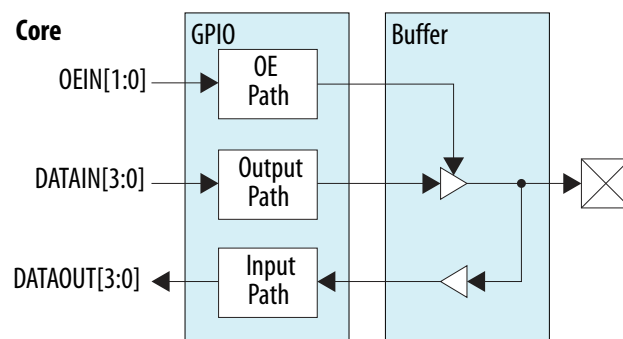 Core
GPIO
Buffer
OEIN[1:0]
OE
Path
DATAIN[3:0]
Output
Path
DATAOUT[3:0]
Input
Path